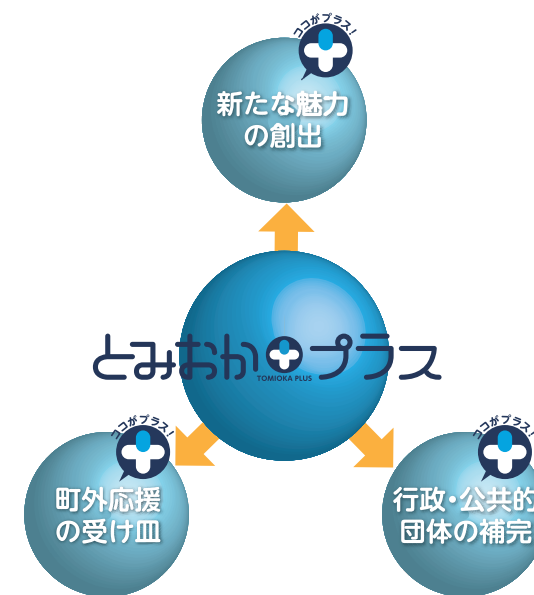 ココがプラス!
新たな魅力
の創出
とみおかプラス
TOMIOKA PLUS
ココがプラス!
町外応援
の受け皿
ココがプラス!
行政・公共的
団体の補完